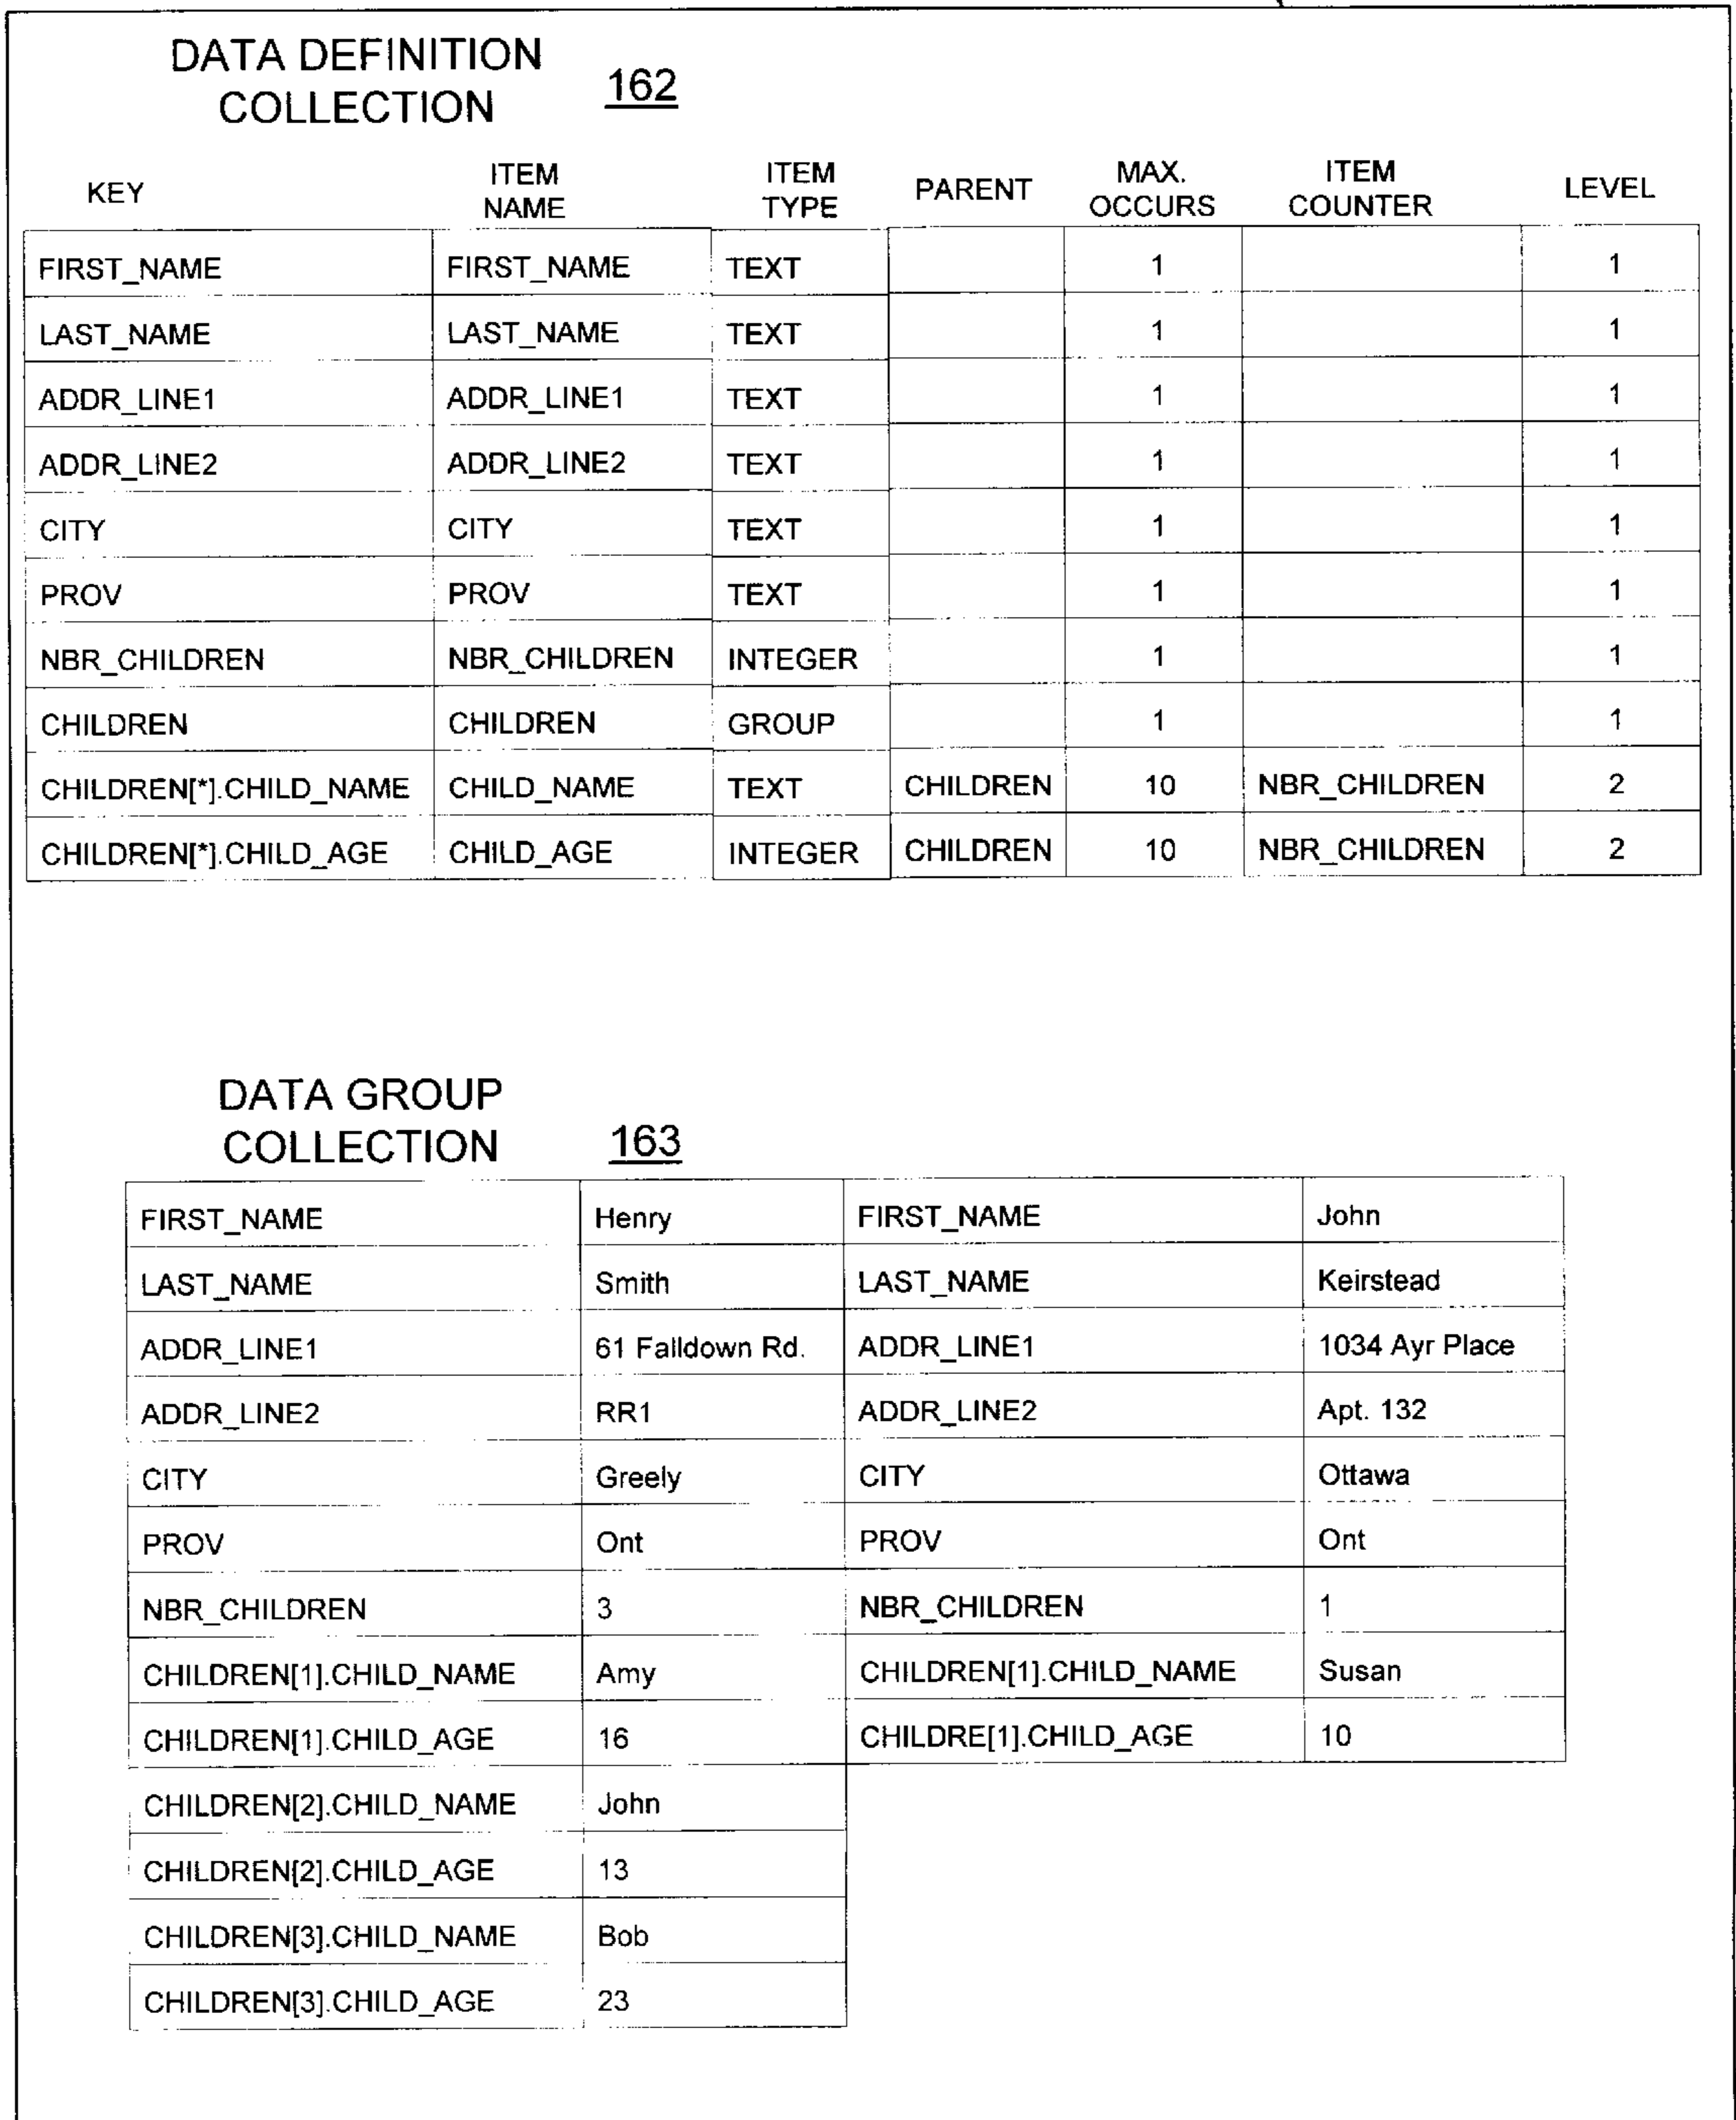 DATA DEFINITION
COLLECTION 162
KEY ITEM NAME ITEM TYPE PARENT MAX. OCCURS ITEM COUNTER LEVEL
FIRST_NAME FIRST_NAME TEXT 1 1
LAST_NAME LAST_NAME TEXT 1 1
ADDR_LINE1 ADDR_LINE1 TEXT 1 1
ADDR_LINE2 ADDR_LINE2 TEXT 1 1
CITY CITY TEXT 1 1
PROV PROV TEXT 1 1
NBR_CHILDREN NBR_CHILDREN INTEGER 1 1
CHILDREN CHILDREN GROUP 1 1
CHILDREN[*].CHILD_NAME CHILD_NAME TEXT CHILDREN 10 NBR_CHILDREN 2
CHILDREN[*].CHILD_AGE CHILD_AGE INTEGER CHILDREN 10 NBR_CHILDREN 2
DATA GROUP
COLLECTION 163
FIRST_NAME Henry FIRST_NAME John
LAST_NAME Smith LAST_NAME Keirstead
ADDR_LINE1 61 Falldown Rd. ADDR_LINE1 1034 Ayr Place
ADDR_LINE2 RR1 ADDR_LINE2 Apt. 132
CITY Greely CITY Ottawa
PROV Ont PROV Ont
NBR_CHILDREN 3 NBR_CHILDREN 1
CHILDREN[1].CHILD_NAME Amy CHILDREN[1].CHILD_NAME Susan
CHILDREN[1].CHILD_AGE 16 CHILDRE[1].CHILD_AGE 10
CHILDREN[2].CHILD_NAME John
CHILDREN[2].CHILD_AGE 13
CHILDREN[3].CHILD_NAME Bob
CHILDREN[3].CHILD_AGE 23